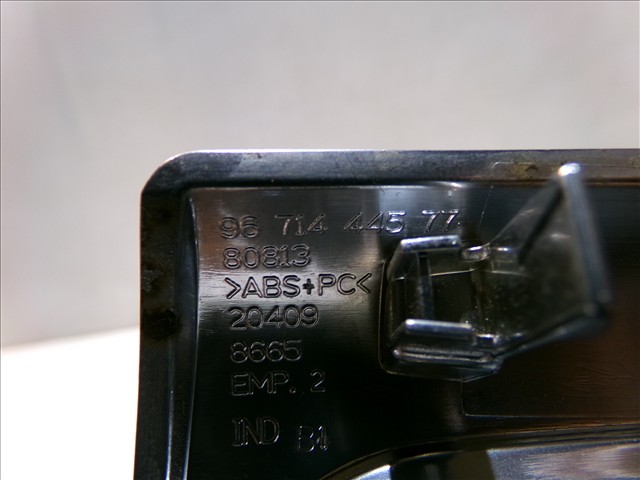 96 714 445 77
80813
>ABS+PC<
20409
8665
EMP. 2
IND B1